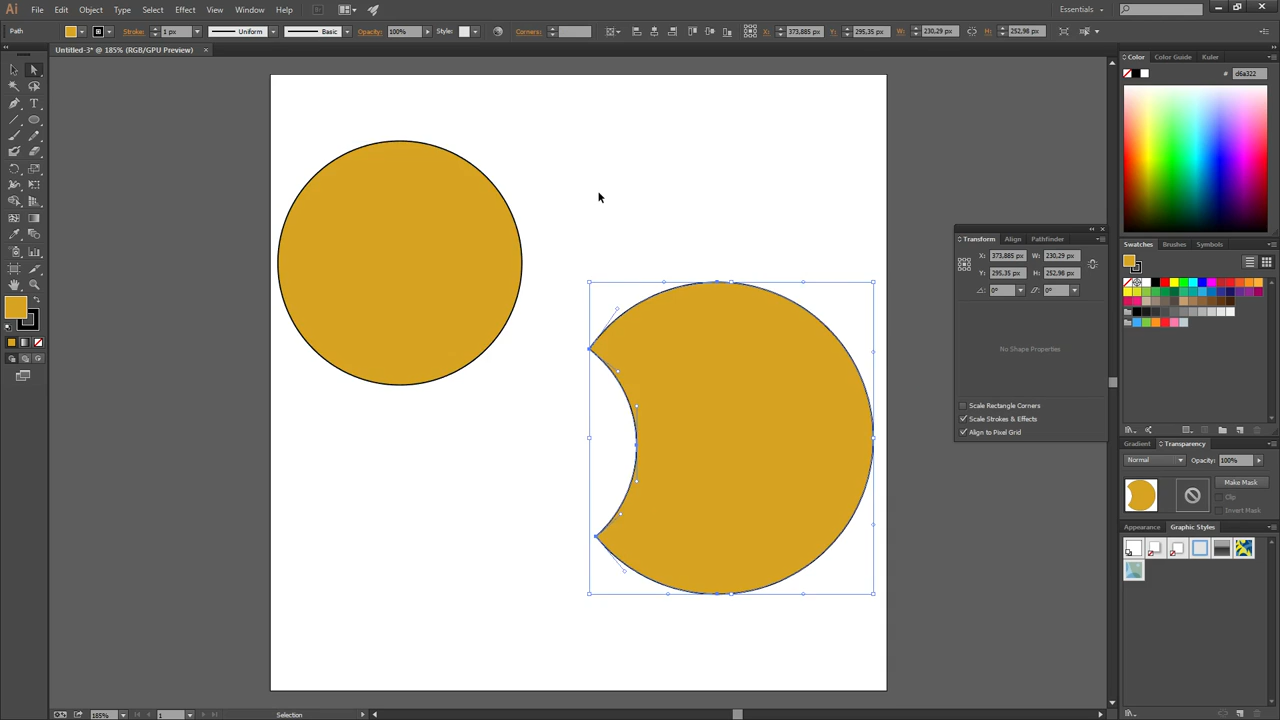 Ai File Edit Object Type Select Effect View Window Help Br Essentials
Path Stroke: 1 px Uniform Basic Opacity: 100% Style: Corners: X: 373,885 px Y: 295,35 px W: 230,29 px H: 252,98 px
Untitled-3* @ 185% (RGB/GPU Preview) ×
Color Color Guide Kuler
# d6a322
Transform Align Pathfinder
X: 373,885 px W: 230,29 px
Y: 295,35 px H: 252,98 px
0° 0°
No Shape Properties
Scale Rectangle Corners
Scale Strokes & Effects
Align to Pixel Grid
Swatches Brushes Symbols
Gradient Transparency
Normal Opacity: 100%
Make Mask
Clip
Invert Mask
Appearance Graphic Styles
185% 1 Selection